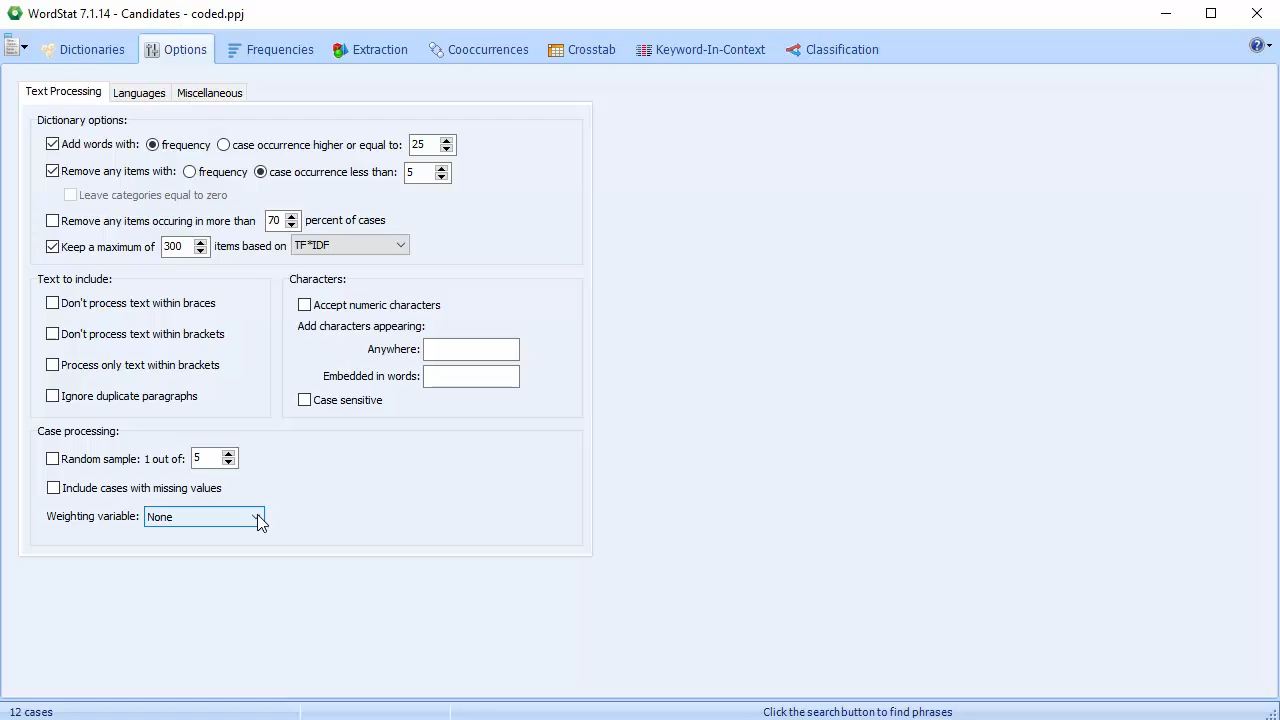 WordStat 7.1.14 - Candidates - coded.ppj
Dictionaries Options Frequencies Extraction Cooccurrences Crosstab Keyword-In-Context Classification
Text Processing Languages Miscellaneous
Dictionary options:
Add words with: frequency case occurrence higher or equal to: 25
Remove any items with: frequency case occurrence less than: 5
Leave categories equal to zero
Remove any items occuring in more than 70 percent of cases
Keep a maximum of 300 items based on TF*IDF
Text to include:
Don't process text within braces
Don't process text within brackets
Process only text within brackets
Ignore duplicate paragraphs
Characters:
Accept numeric characters
Add characters appearing:
Anywhere:
Embedded in words:
Case sensitive
Case processing:
Random sample: 1 out of: 5
Include cases with missing values
Weighting variable: None
12 cases Click the search button to find phrases